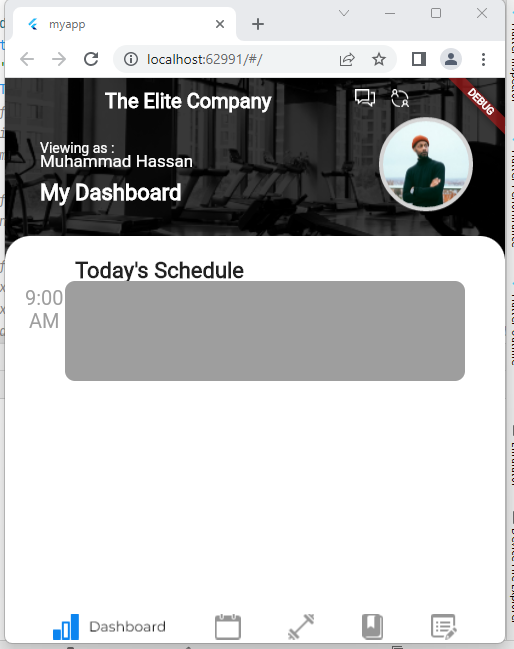 myapp
localhost:62991/#/
The Elite Company
DEBUG
Viewing as :
Muhammad Hassan
My Dashboard
Today's Schedule
9:00
AM
Dashboard